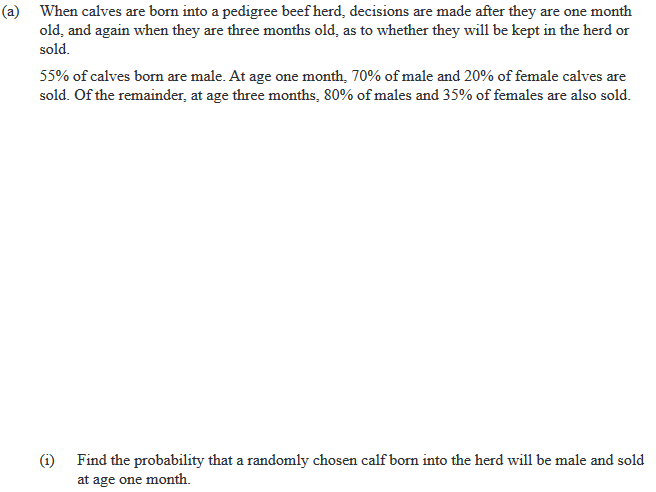 (a) When calves are born into a pedigree beef herd, decisions are made after they are one month
old, and again when they are three months old, as to whether they will be kept in the herd or
sold.
55% of calves born are male. At age one month, 70% of male and 20% of female calves are
sold. Of the remainder, at age three months, 80% of males and 35% of females are also sold.
(i) Find the probability that a randomly chosen calf born into the herd will be male and sold
at age one month.